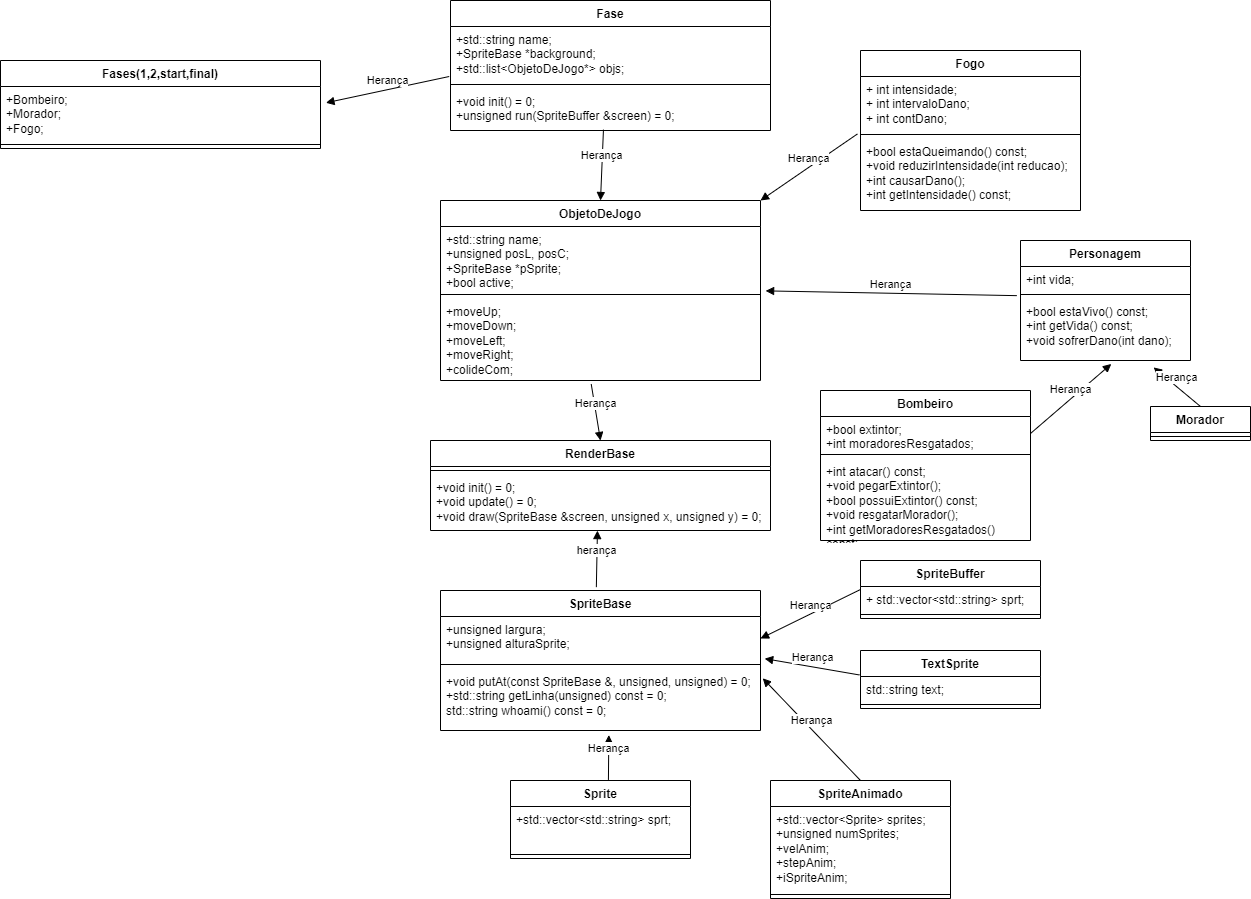 Fase
+std::string name;
+SpriteBase *background;
+std::list<ObjetoDeJogo*> objs;
+void init() = 0;
+unsigned run(SpriteBuffer &screen) = 0;
Fases(1,2,start,final)
+Bombeiro;
+Morador;
+Fogo;
Herança
Fogo
+ int intensidade;
+ int intervaloDano;
+ int contDano;
+bool estaQueimando() const;
+void reduzirIntensidade(int reducao);
+int causarDano();
+int getIntensidade() const;
Herança
Herança
ObjetoDeJogo
+std::string name;
+unsigned posL, posC;
+SpriteBase *pSprite;
+bool active;
+moveUp;
+moveDown;
+moveLeft;
+moveRight;
+colideCom;
Personagem
+int vida;
+bool estaVivo() const;
+int getVida() const;
+void sofrerDano(int dano);
Herança
Herança
Herança
Morador
Bombeiro
+bool extintor;
+int moradoresResgatados;
+int atacar() const;
+void pegarExtintor();
+bool possuiExtintor() const;
+void resgatarMorador();
+int getMoradoresResgatados()
const;
Herança
RenderBase
+void init() = 0;
+void update() = 0;
+void draw(SpriteBase &screen, unsigned x, unsigned y) = 0;
herança
SpriteBase
+unsigned largura;
+unsigned alturaSprite;
+void putAt(const SpriteBase &, unsigned, unsigned) = 0;
+std::string getLinha(unsigned) const = 0;
std::string whoami() const = 0;
SpriteBuffer
+ std::vector<std::string> sprt;
Herança
TextSprite
std::string text;
Herança
Herança
Herança
Sprite
+std::vector<std::string> sprt;
SpriteAnimado
+std::vector<Sprite> sprites;
+unsigned numSprites;
+velAnim;
+stepAnim;
+iSpriteAnim;